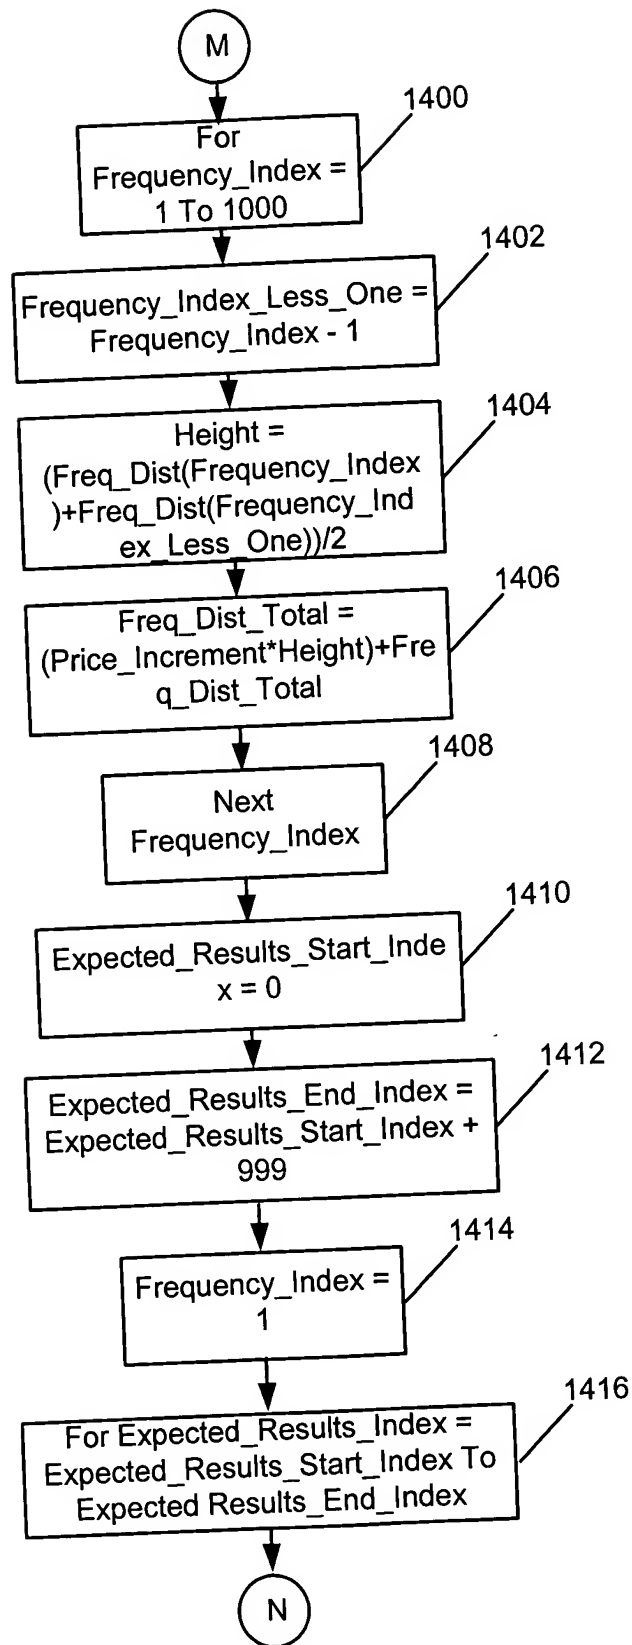 M
1400
For
Frequency_Index =
1 To 1000
1402
Frequency_Index_Less_One =
Frequency_Index - 1
1404
Height =
(Freq_Dist(Frequency_Index
)+Freq_Dist(Frequency_Ind
ex_Less_One))/2
1406
Freq_Dist_Total =
(Price_Increment*Height)+Fre
q_Dist_Total
1408
Next
Frequency_Index
1410
Expected_Results_Start_Inde
x = 0
1412
Expected_Results_End_Index =
Expected_Results_Start_Index +
999
1414
Frequency_Index =
1
1416
For Expected_Results_Index =
Expected_Results_Start_Index To
Expected Results_End_Index
N